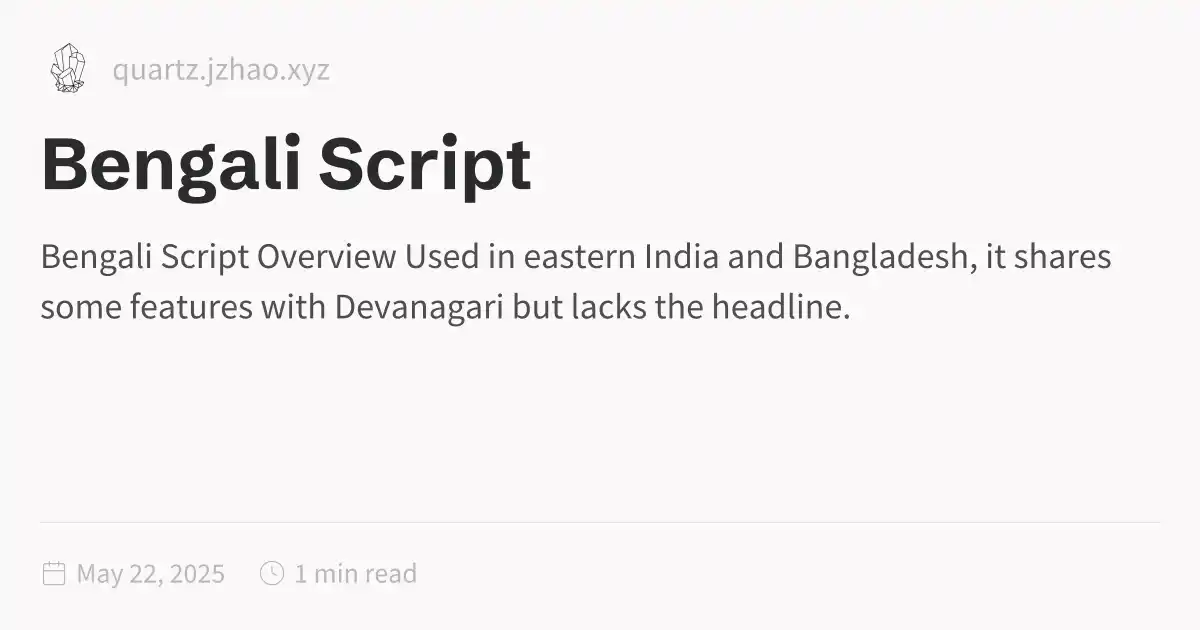 quartz.jzhao.xyz
Bengali Script
Bengali Script Overview Used in eastern India and Bangladesh, it shares
some features with Devanagari but lacks the headline.
May 22, 2025
1 min read